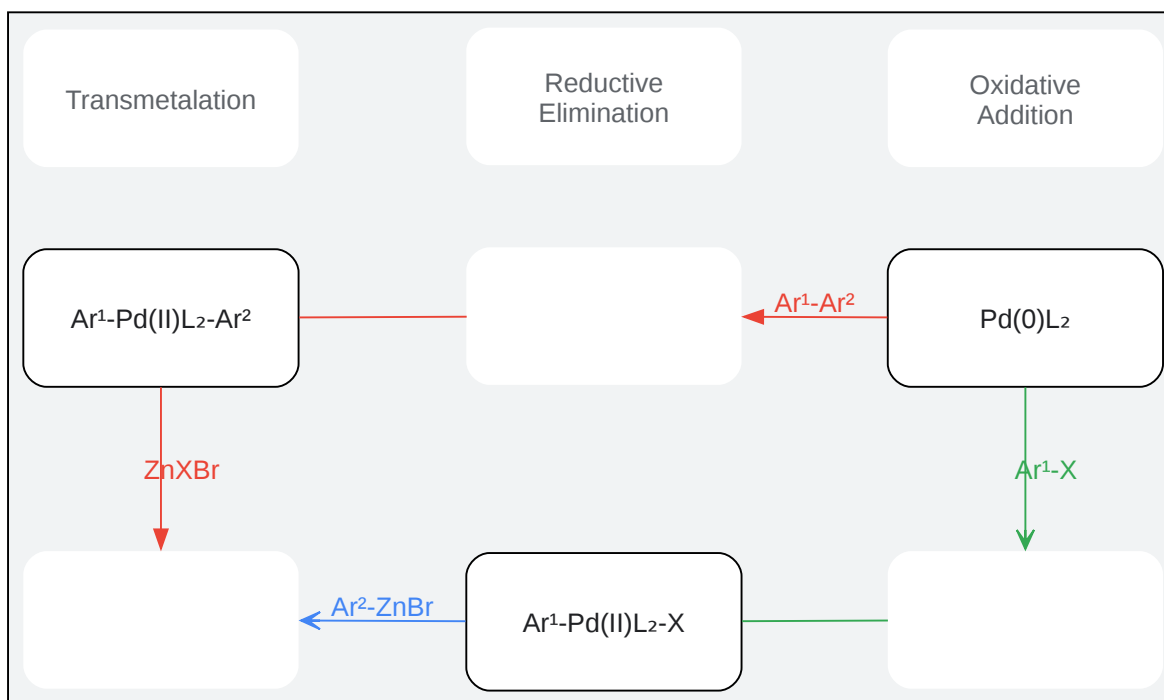 Transmetalation
Reductive
Elimination
Oxidative
Addition
Ar¹-Pd(II)L₂-Ar²
Ar¹-Ar²
Pd(0)L₂
ZnXBr
Ar¹-X
Ar²-ZnBr
Ar¹-Pd(II)L₂-X